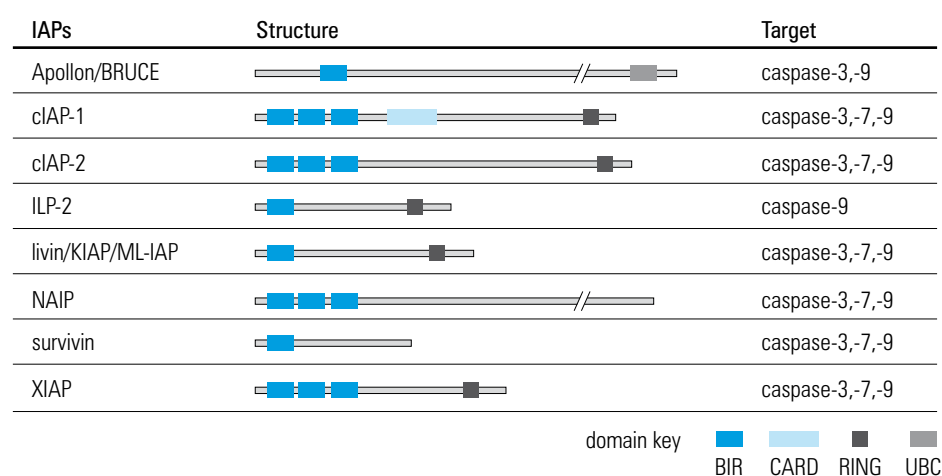 IAPs Structure Target
Apollon/BRUCE caspase-3,-9
cIAP-1 caspase-3,-7,-9
cIAP-2 caspase-3,-7,-9
ILP-2 caspase-9
livin/KIAP/ML-IAP caspase-3,-7,-9
NAIP caspase-3,-7,-9
survivin caspase-3,-7,-9
XIAP caspase-3,-7,-9
domain key
BIR CARD RING UBC